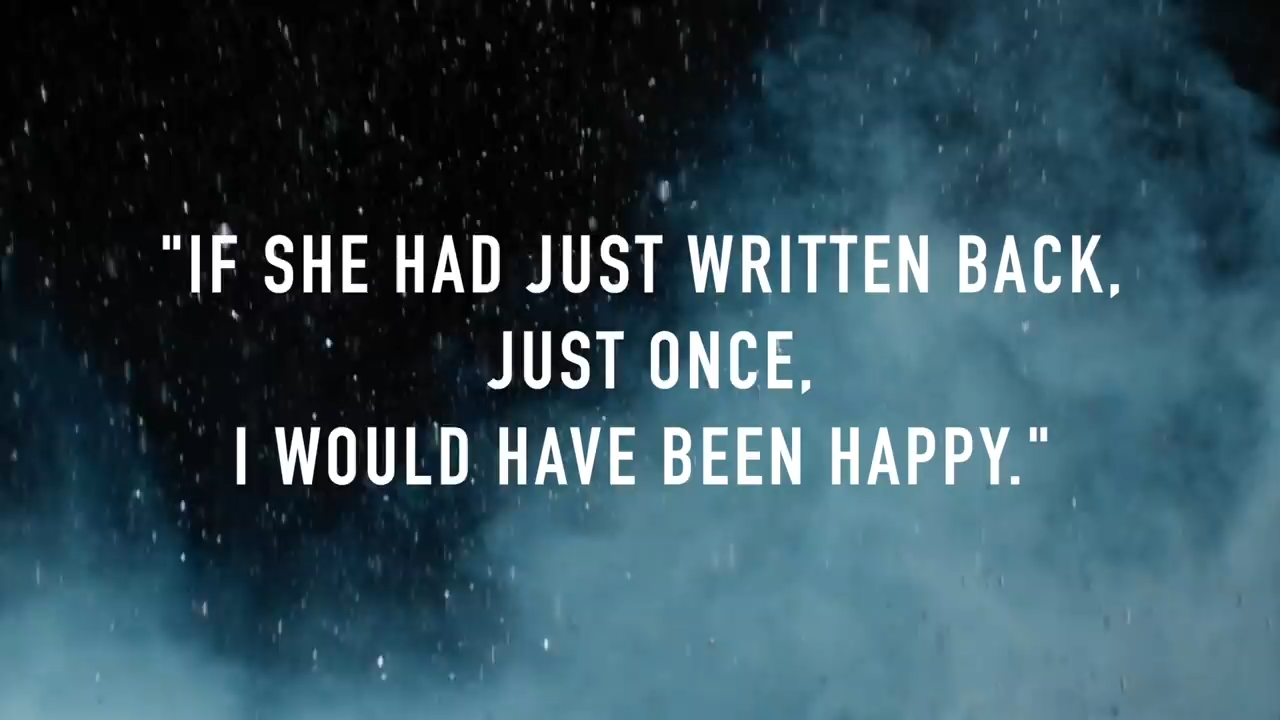 "IF SHE HAD JUST WRITTEN BACK,
JUST ONCE,
I WOULD HAVE BEEN HAPPY."